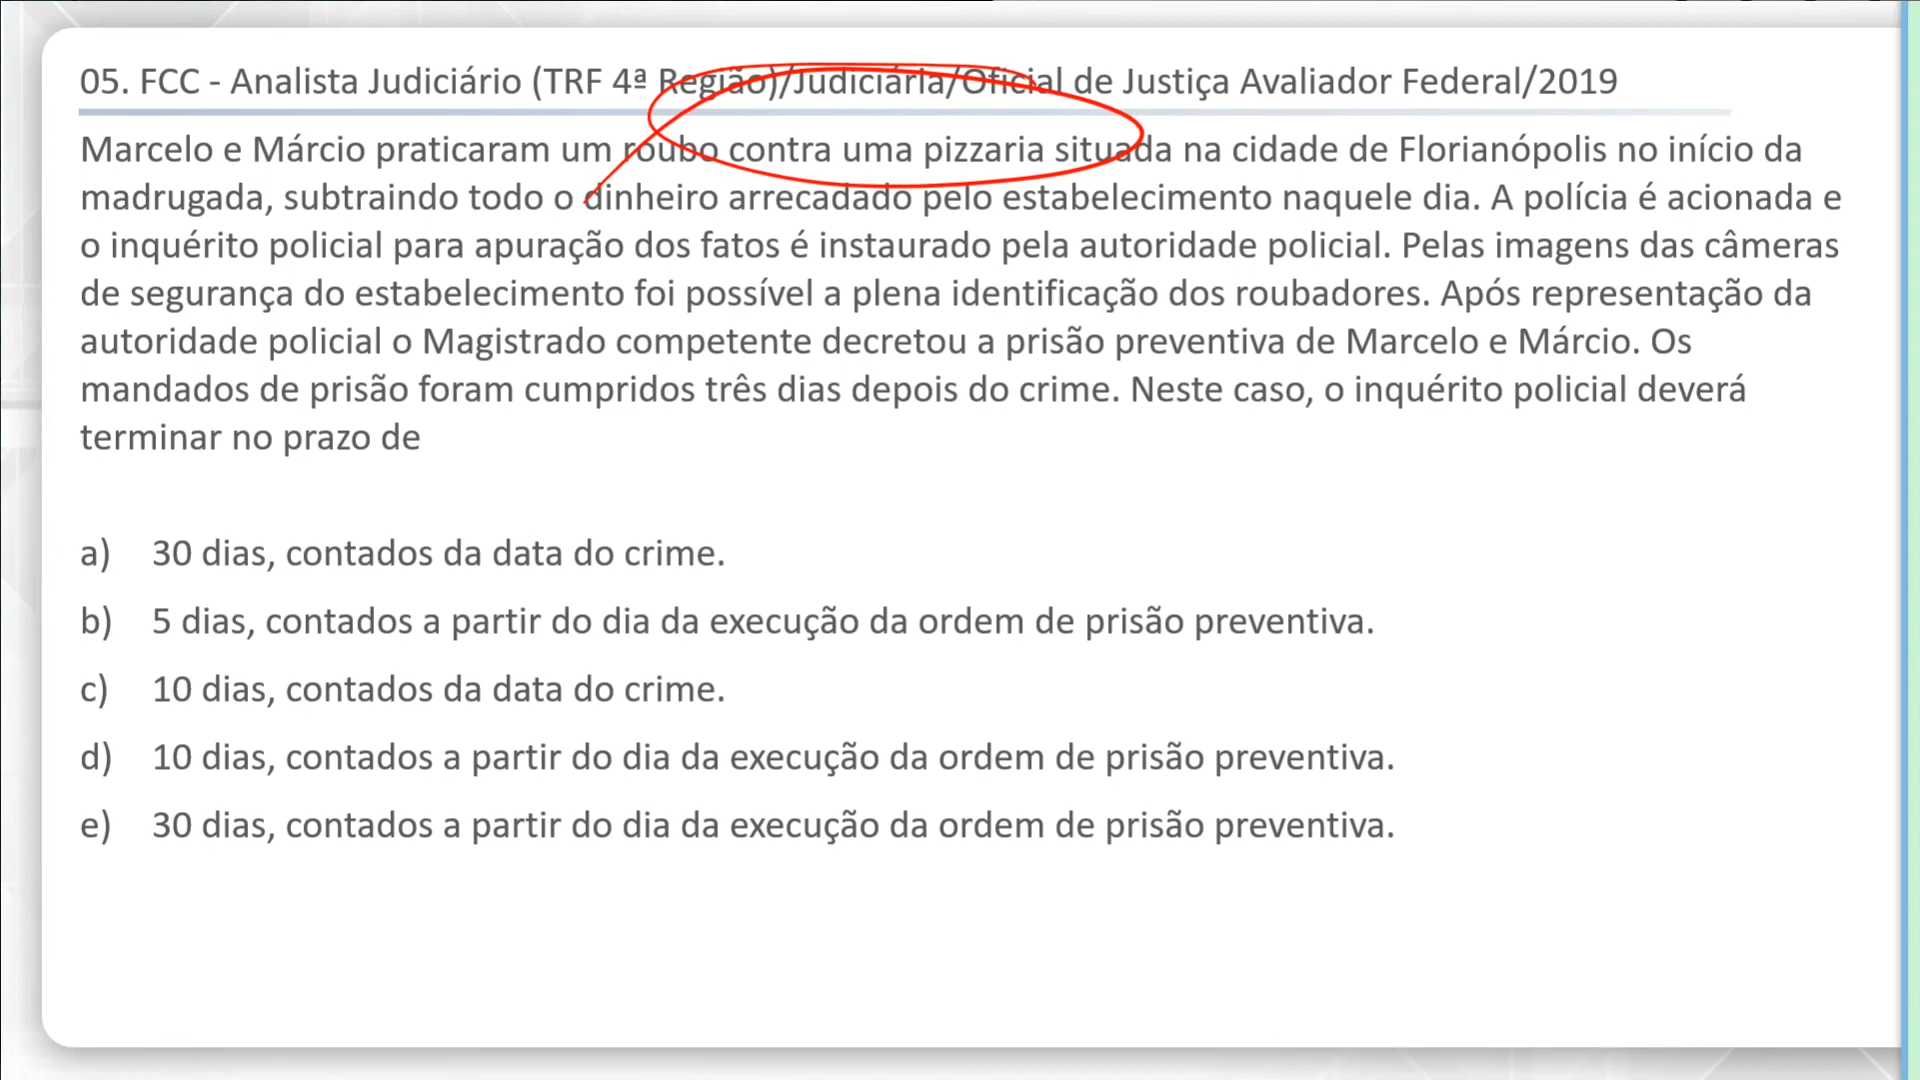 05. FCC - Analista Judiciário (TRF 4ª Região)/Judiciária/Oficial de Justiça Avaliador Federal/2019
Marcelo e Márcio praticaram um roubo contra uma pizzaria situada na cidade de Florianópolis no início da
madrugada, subtraindo todo o dinheiro arrecadado pelo estabelecimento naquele dia. A polícia é acionada e
o inquérito policial para apuração dos fatos é instaurado pela autoridade policial. Pelas imagens das câmeras
de segurança do estabelecimento foi possível a plena identificação dos roubadores. Após representação da
autoridade policial o Magistrado competente decretou a prisão preventiva de Marcelo e Márcio. Os
mandados de prisão foram cumpridos três dias depois do crime. Neste caso, o inquérito policial deverá
terminar no prazo de
a) 30 dias, contados da data do crime.
b) 5 dias, contados a partir do dia da execução da ordem de prisão preventiva.
c) 10 dias, contados da data do crime.
d) 10 dias, contados a partir do dia da execução da ordem de prisão preventiva.
e) 30 dias, contados a partir do dia da execução da ordem de prisão preventiva.